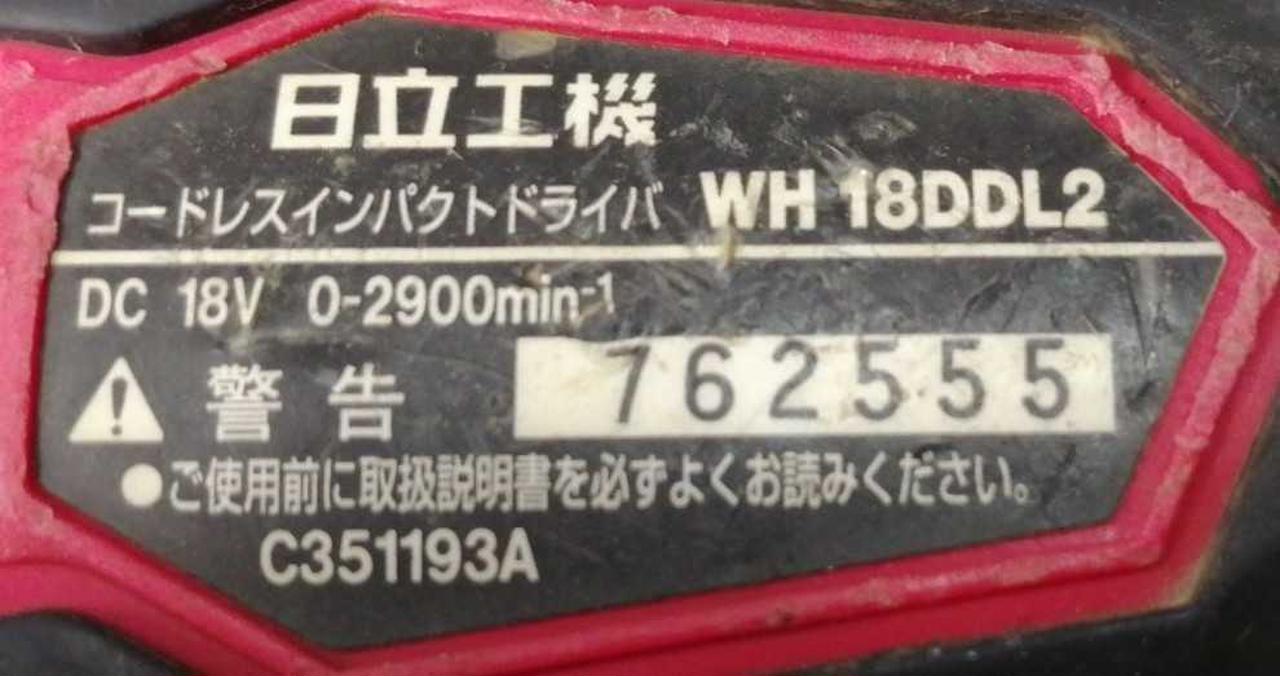 日立工機
コードレスインパクトドライバ WH 18DDL2
DC 18V 0-2900min⁻¹
警告 762555
●ご使用前に取扱説明書を必ずよくお読みください。
C351193A